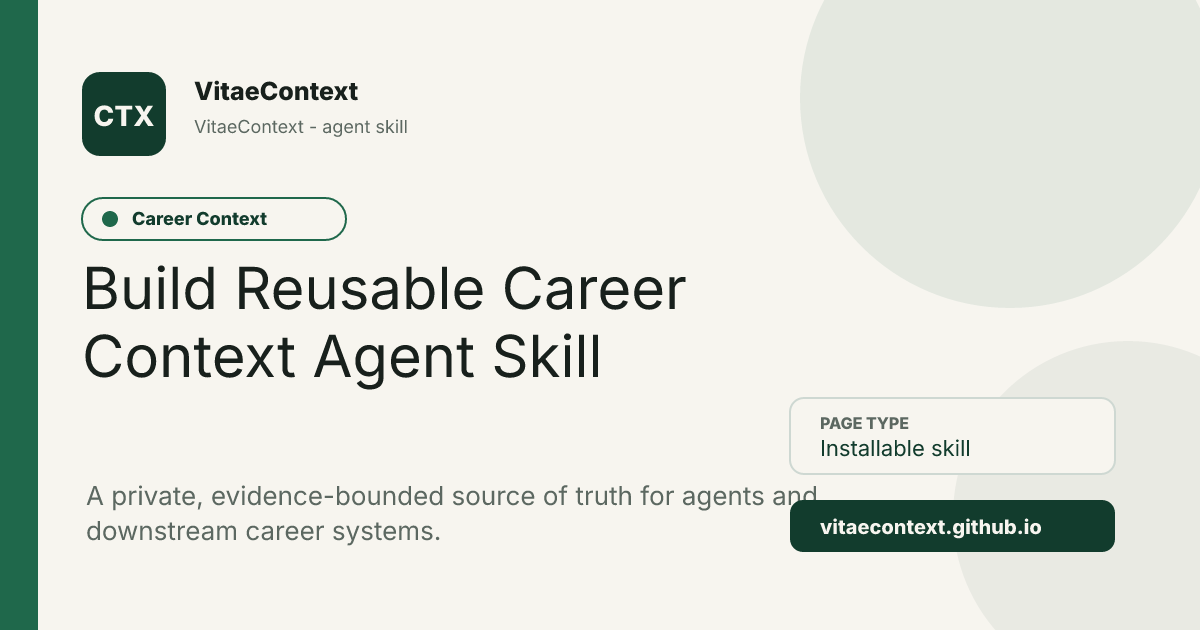 CTX
VitaeContext
VitaeContext - agent skill
Career Context
Build Reusable Career
Context Agent Skill
PAGE TYPE
Installable skill
A private, evidence-bounded source of truth for agents and
downstream career systems.
vitaecontext.github.io